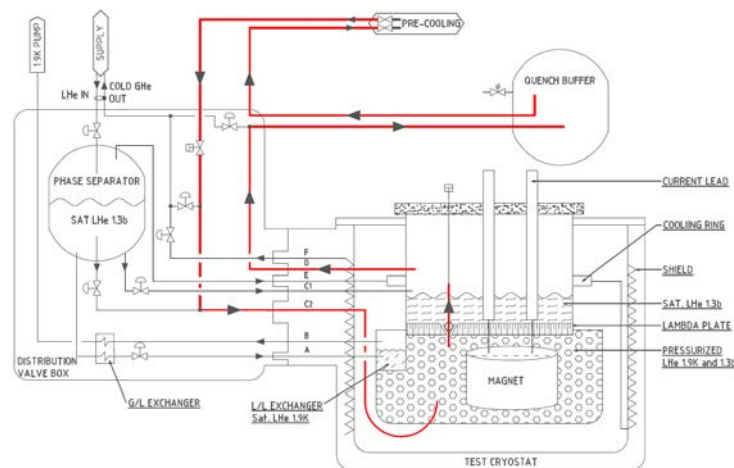 1.9K PUMP
SUPPLY
LHe IN
COLD GHe
OUT
PRE-COOLING
QUENCH BUFFER
PHASE SEPARATOR
SAT LHe 1.3b
CURRENT LEAD
COOLIING RING
SHIELD
SAT. LHe 1.3b
LAMBDA PLATE
PRESSURIZED
LHe 1.9K and 1.3b
F
D
E
C1
C2
B
A
DISTRIBUTION
VALVE BOX
G/L EXCHANGER
L/L EXCHANGER
Sat. LHe 1.9K
MAGNET
TEST CRYOSTAT